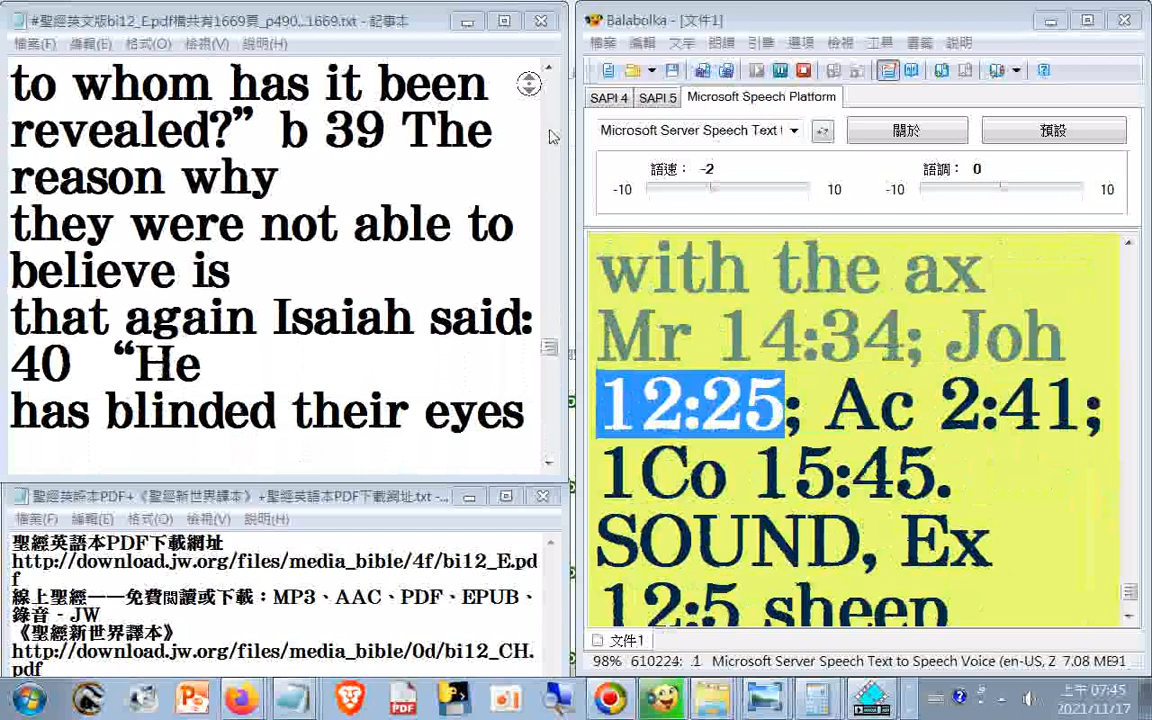 #聖經英文版bi12_E.pdf檔共有1669頁_p490,..1669.txt - 記事本
檔案(F) 編輯(E) 格式(O) 檢視(V) 說明(H)
to whom has it been
revealed?” b 39 The
reason why
they were not able to
believe is
that again Isaiah said:
40 “He
has blinded their eyes
聖經英譯本PDF+《聖經新世界譯本》+聖經英語本PDF下載網址.txt -...
檔案(F) 編輯(E) 格式(O) 檢視(V) 說明(H)
聖經英語本PDF下載網址
http://download.jw.org/files/media_bible/4f/bi12_E.pd
f
線上聖經——免費閱讀或下載：MP3、AAC、PDF、EPUB、
錄音 - JW
《聖經新世界譯本》
http://download.jw.org/files/media_bible/0d/bi12_CH.
pdf
Balabolka - [文件1]
檔案 編輯 文字 朗讀 引擎 選項 檢視 工具 書籤 說明
SAPI 4 SAPI 5 Microsoft Speech Platform
Microsoft Server Speech Text 關於 預設
語速： -2 語調： 0
-10 10 -10 10
with the ax
Mr 14:34; Joh
12:25; Ac 2:41;
1Co 15:45.
SOUND, Ex
12:5 sheep
文件1
98% 610224: .1 Microsoft Server Speech Text to Speech Voice (en-US, Z 7.08 ME91
上午 07:45
2021/11/17